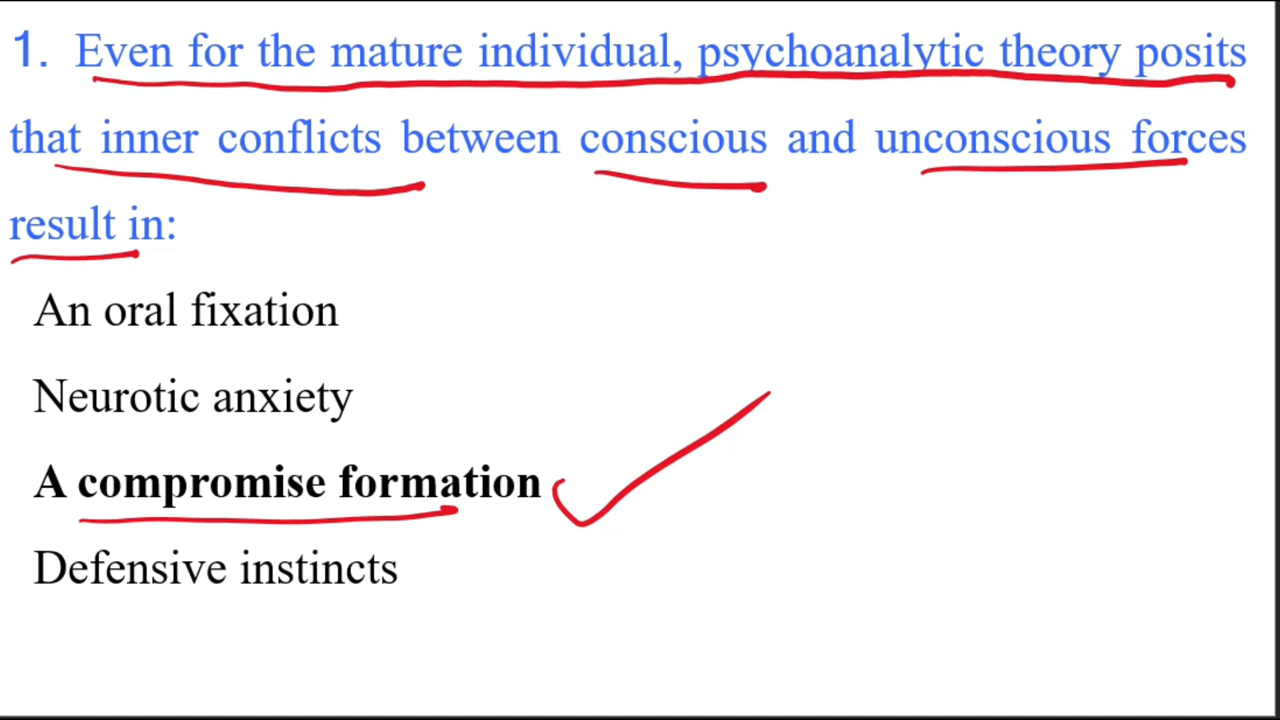 1. Even for the mature individual, psychoanalytic theory posits
that inner conflicts between conscious and unconscious forces
result in:
An oral fixation
Neurotic anxiety
A compromise formation
Defensive instincts